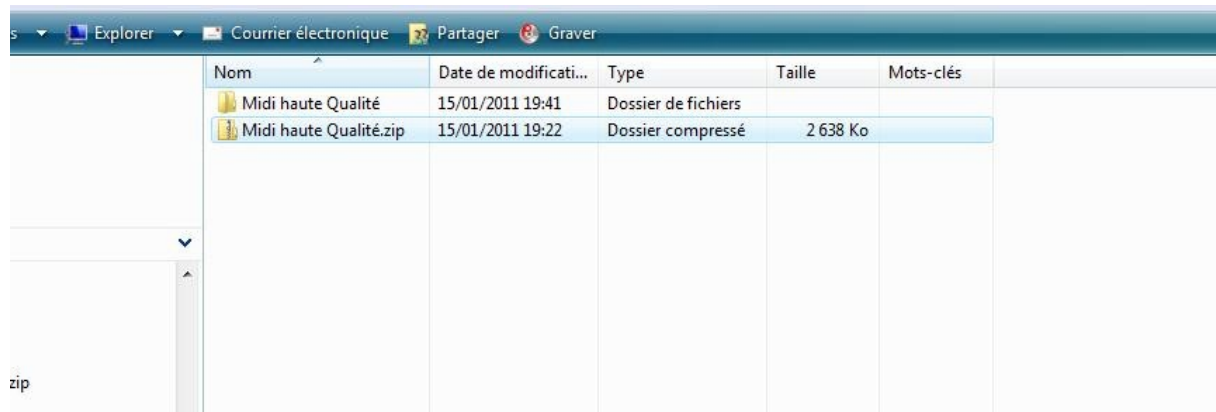 s Explorer Courrier électronique Partager Graver
Nom Date de modificati... Type Taille Mots-clés
Midi haute Qualité 15/01/2011 19:41 Dossier de fichiers
Midi haute Qualité.zip 15/01/2011 19:22 Dossier compressé 2 638 Ko
zip